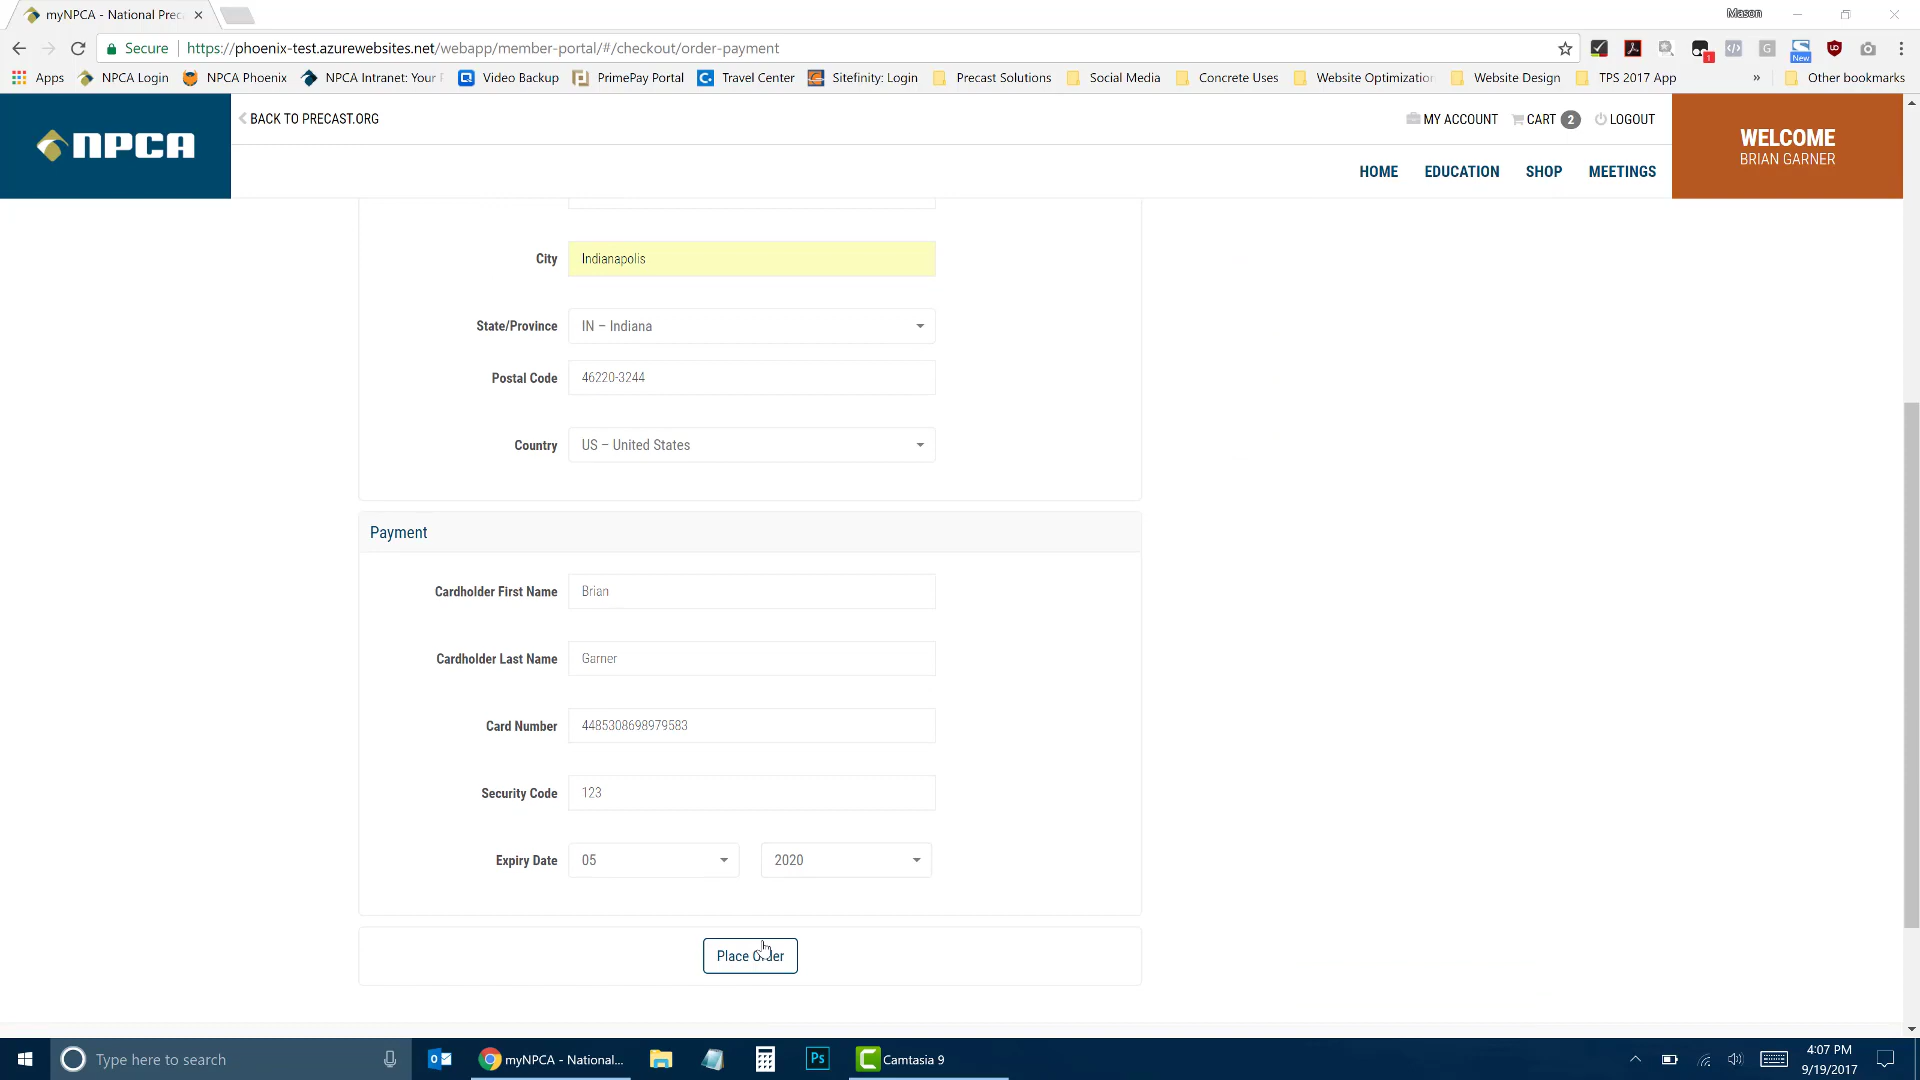 myNPCA - National Prec
Mason
Secure
https://phoenix-test.azurewebsites.net/webapp/member-portal/#/checkout/order-payment
1
New
Apps
NPCA Login
NPCA Phoenix
NPCA Intranet: Your
Video Backup
PrimePay Portal
Travel Center
Sitefinity: Login
Precast Solutions
Social Media
Concrete Uses
Website Optimization
Website Design
TPS 2017 App
»
Other bookmarks
NPCA
BACK TO PRECAST.ORG
MY ACCOUNT
CART 2
LOGOUT
HOME
EDUCATION
SHOP
MEETINGS
WELCOME
BRIAN GARNER
City
Indianapolis
State/Province
IN – Indiana
Postal Code
46220-3244
Country
US – United States
Payment
Cardholder First Name
Brian
Cardholder Last Name
Garner
Card Number
4485308698979583
Security Code
123
Expiry Date
05
2020
Place Order
Type here to search
myNPCA - National...
Ps
Camtasia 9
4:07 PM
9/19/2017